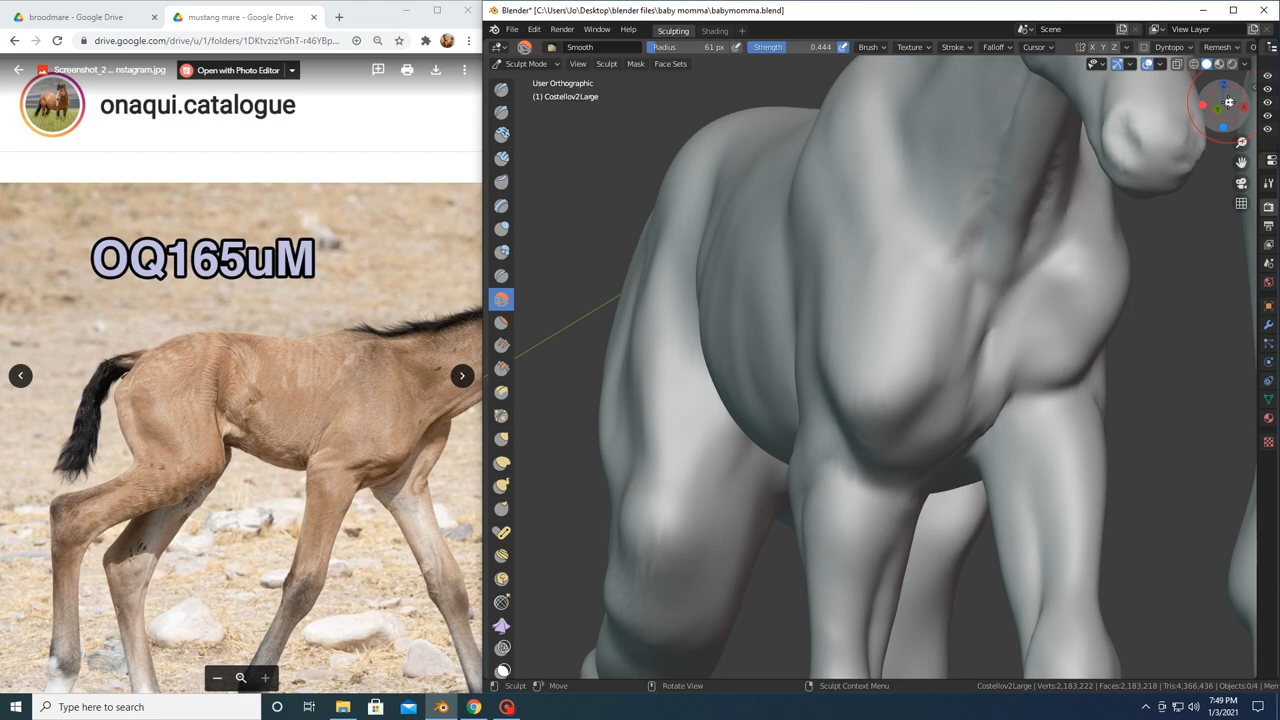 broodmare - Google Drive
mustang mare - Google Drive
drive.google.com/drive/u/1/folders/1DKtvzizYGhT-r46YBp...
Screenshot_2 ... nstagram.jpg
Open with Photo Editor
onaqui.catalogue
OQ165uM
Blender* [C:\Users\Jo\Desktop\blender files\baby momma\babymomma.blend]
File Edit Render Window Help
Sculpting
Shading
Scene
View Layer
Smooth
Radius 61 px
Strength 0.444
Brush
Texture
Stroke
Falloff
Cursor
X Y Z
Dyntopo
Remesh
O
Sculpt Mode
View Sculpt Mask Face Sets
User Orthographic
(1) Costellov2Large
Sculpt
Move
Rotate View
Sculpt Context Menu
Costellov2Large | Verts:2,183,222 | Faces:2,183,218 | Tris:4,366,436 | Objects:0/4 | Mem
Type here to search
7:49 PM
1/3/2021